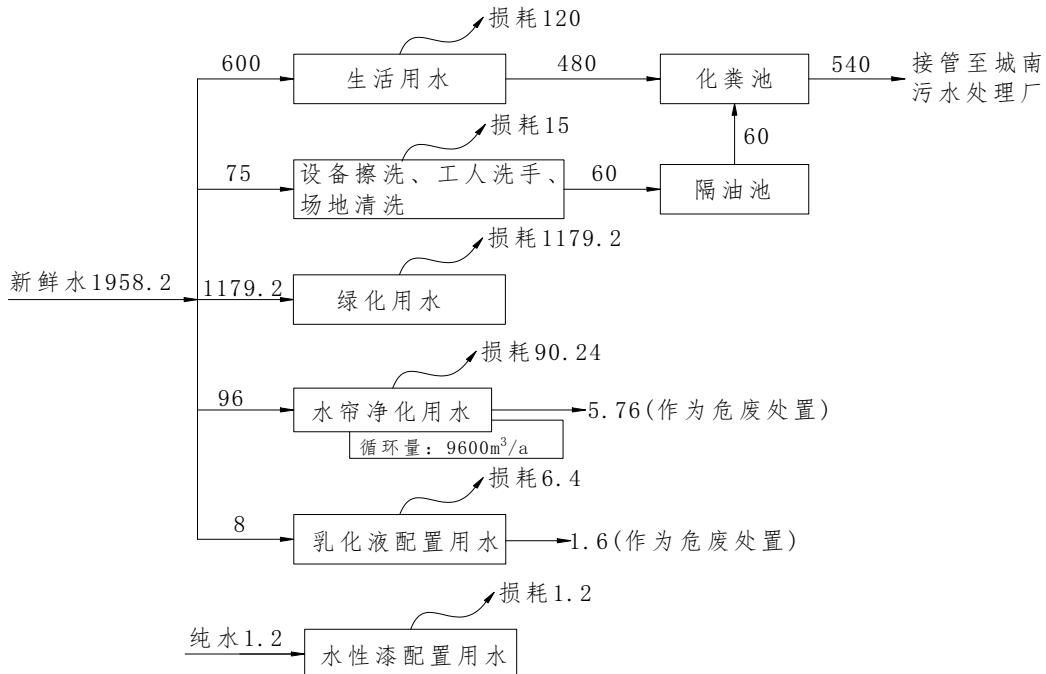 损耗120
600
生活用水
480
化粪池
540
接管至城南
污水处理厂
损耗15
60
75
设备擦洗、工人洗手、
场地清洗
60
隔油池
损耗1179.2
新鲜水1958.2
1179.2
绿化用水
损耗90.24
96
水帘净化用水
5.76(作为危废处置)
循环量：9600m³/a
损耗6.4
8
乳化液配置用水
1.6(作为危废处置)
损耗1.2
纯水1.2
水性漆配置用水